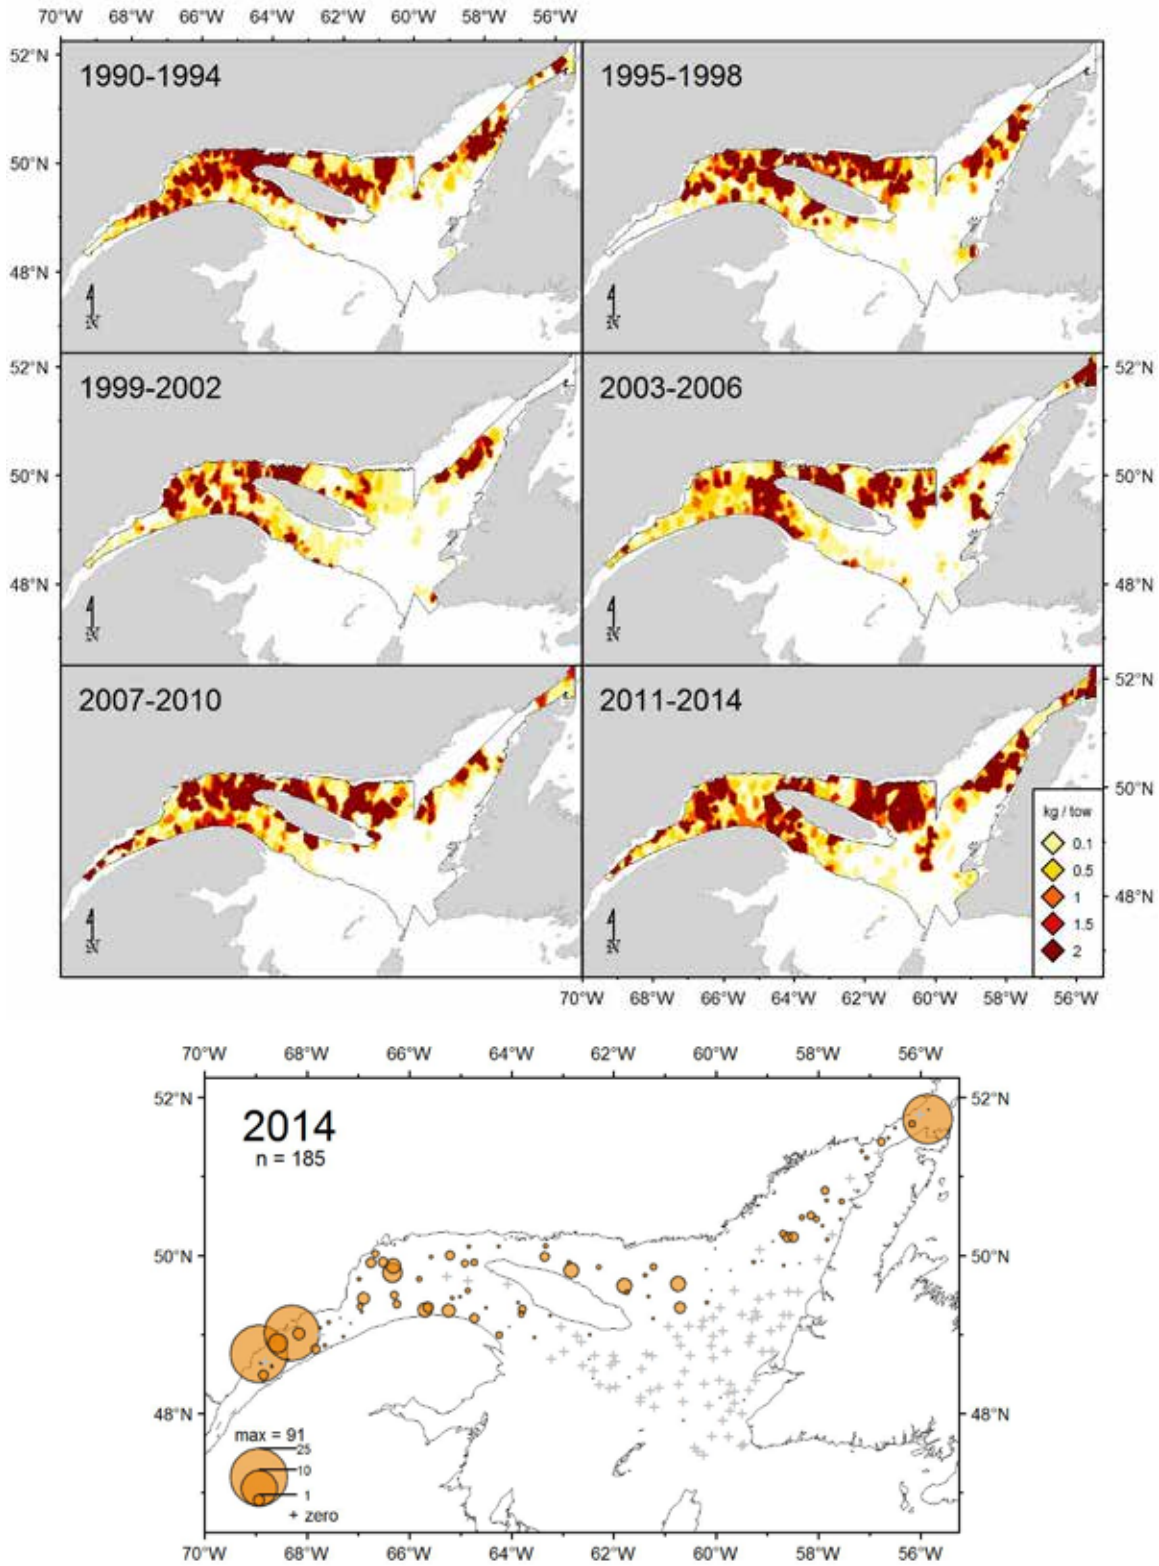 70°W 68°W 66°W 64°W 62°W 60°W 58°W 56°W
52°N
1990-1994
1995-1998
50°N
48°N
N
N
52°N
1999-2002
2003-2006
52°N
50°N
50°N
48°N
48°N
N
N
2007-2010
2011-2014
52°N
50°N
kg / tow
0.1
0.5
1
48°N
1.5
2
N
N
70°W 68°W 66°W 64°W 62°W 60°W 58°W 56°W
70°W 68°W 66°W 64°W 62°W 60°W 58°W 56°W
52°N
52°N
2014
n = 185
50°N
50°N
48°N
48°N
max = 91
25
10
1
+ zero
70°W 68°W 66°W 64°W 62°W 60°W 58°W 56°W